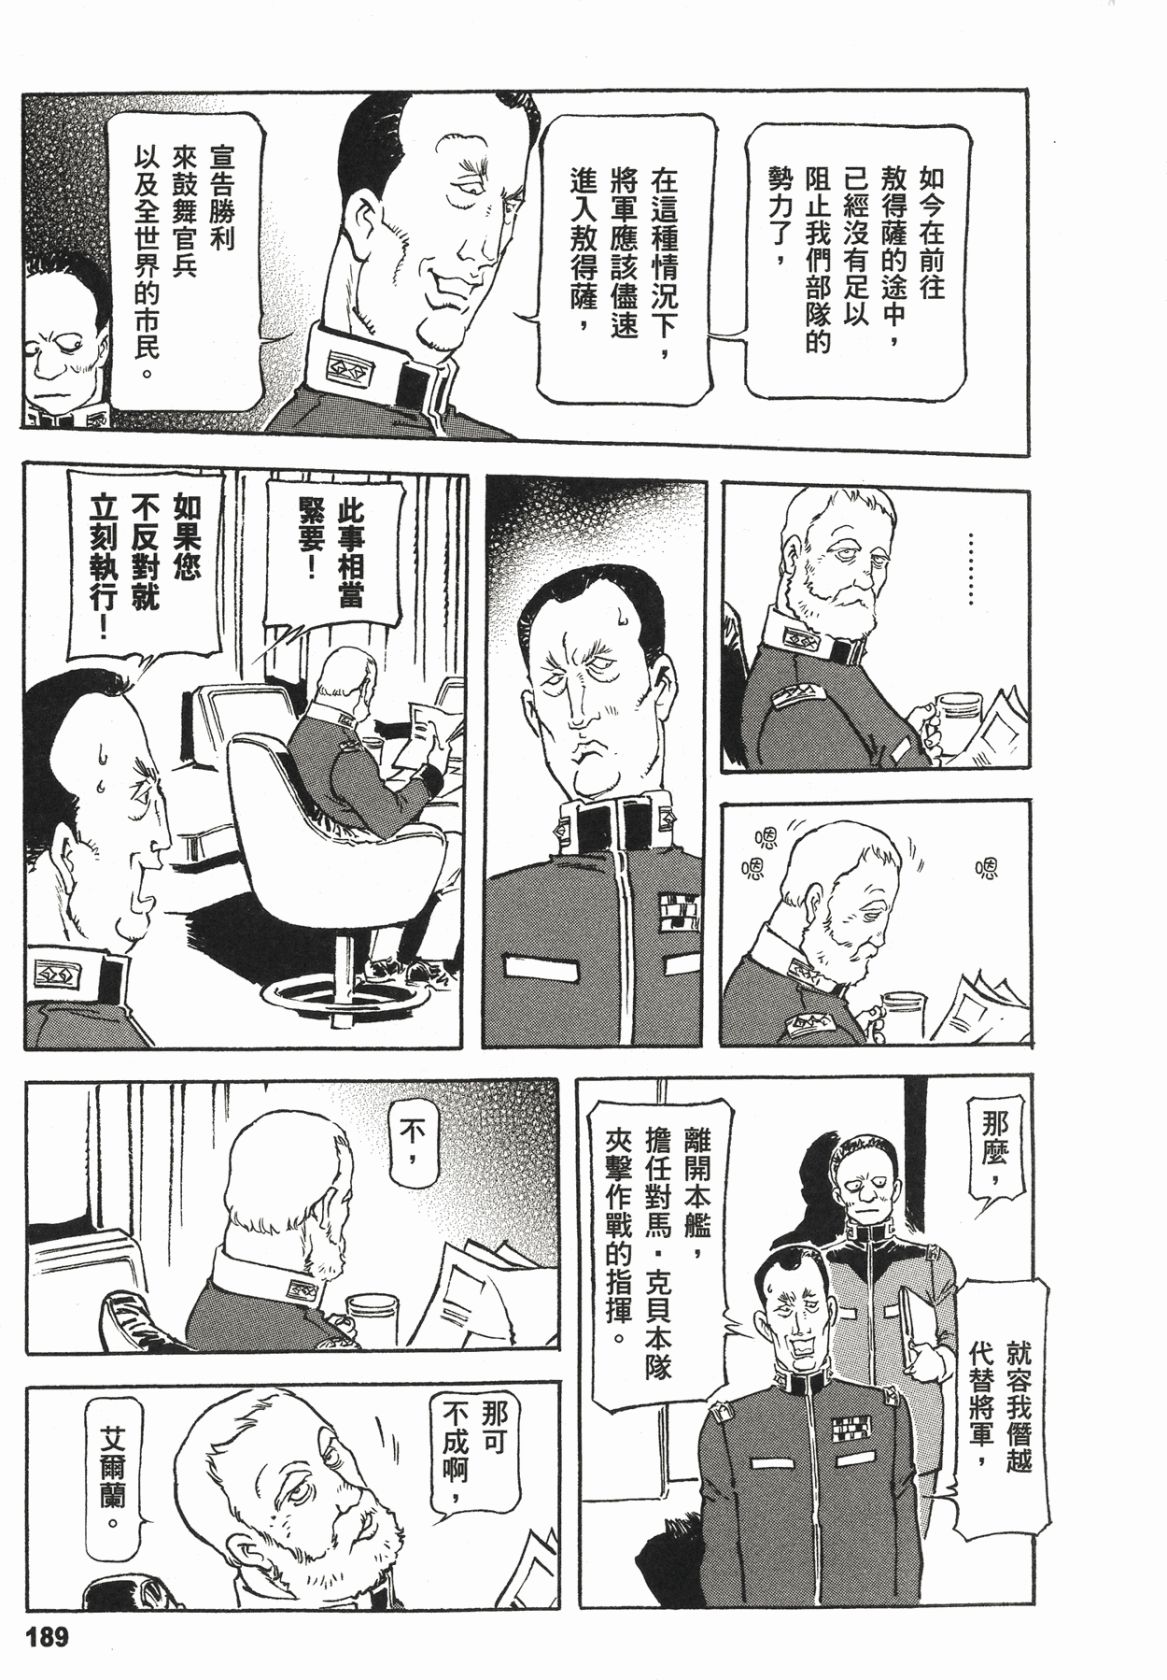 如今在前往
敖得薩的途中，
已經沒有足以
阻止我們部隊的
勢力了，
在這種情況下，
將軍應該儘速
進入敖得薩，
宣告勝利
來鼓舞官兵
以及全世界的市民。
………
嗯
嗯
嗯
此事相當
緊要！
如果您
不反對就
立刻執行！
那麼，
就容我僭越
代替將軍，
離開本艦，
擔任對馬·克貝本隊
夾擊作戰的指揮。
不，
那可
不成啊，
艾爾蘭。
189